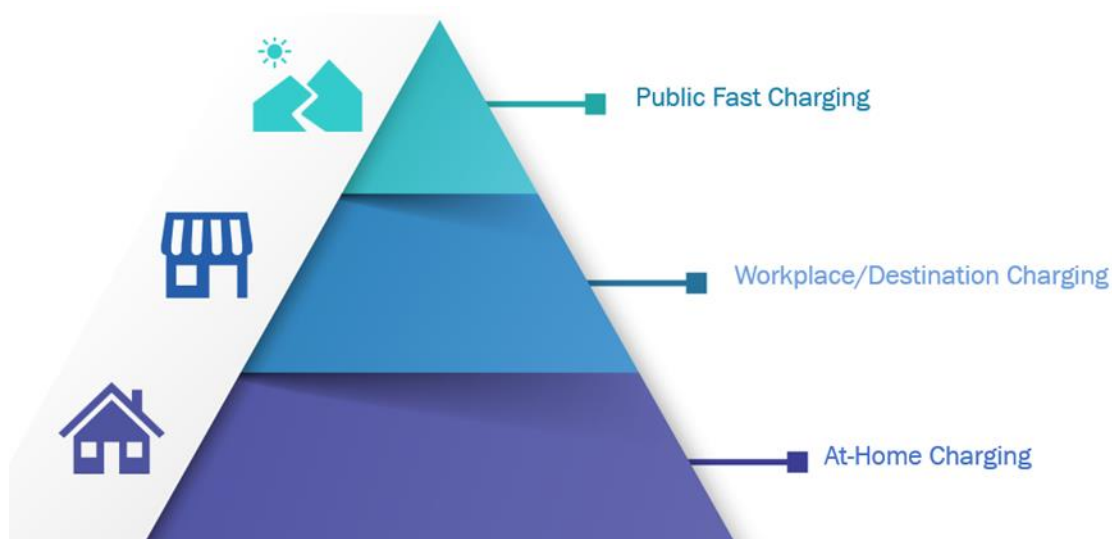 Public Fast Charging
Workplace/Destination Charging
At-Home Charging